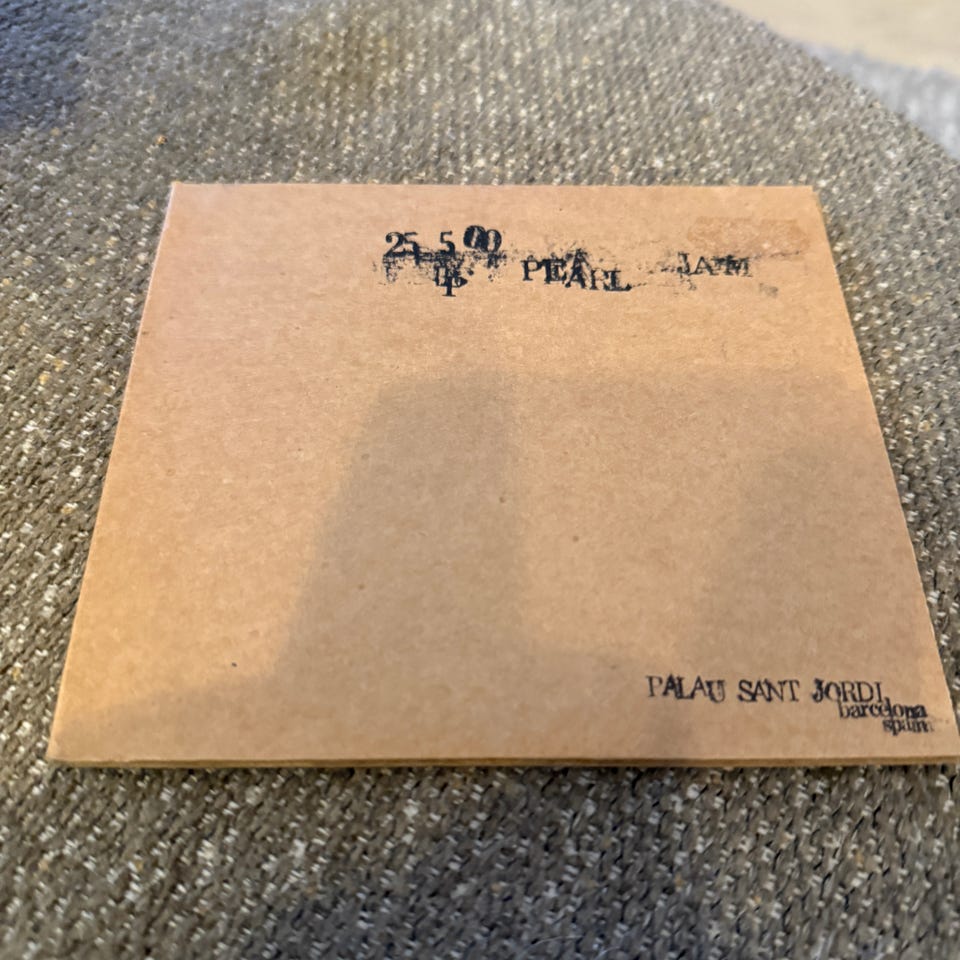 25 5 00
PEARL JAM
PALAU SANT JORDI
barcelona
spain